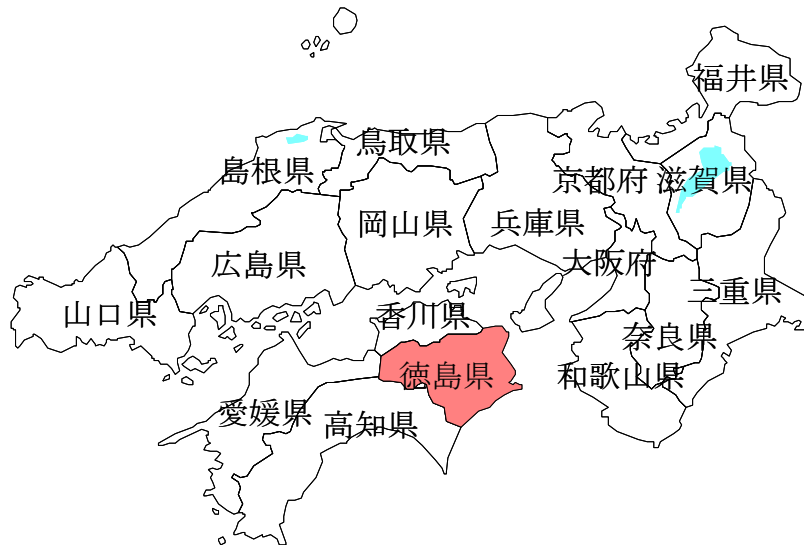 福井県
鳥取県
島根県
京都府
滋賀県
岡山県
兵庫県
広島県
大阪府
三重県
山口県
香川県
奈良県
徳島県
和歌山県
愛媛県
高知県